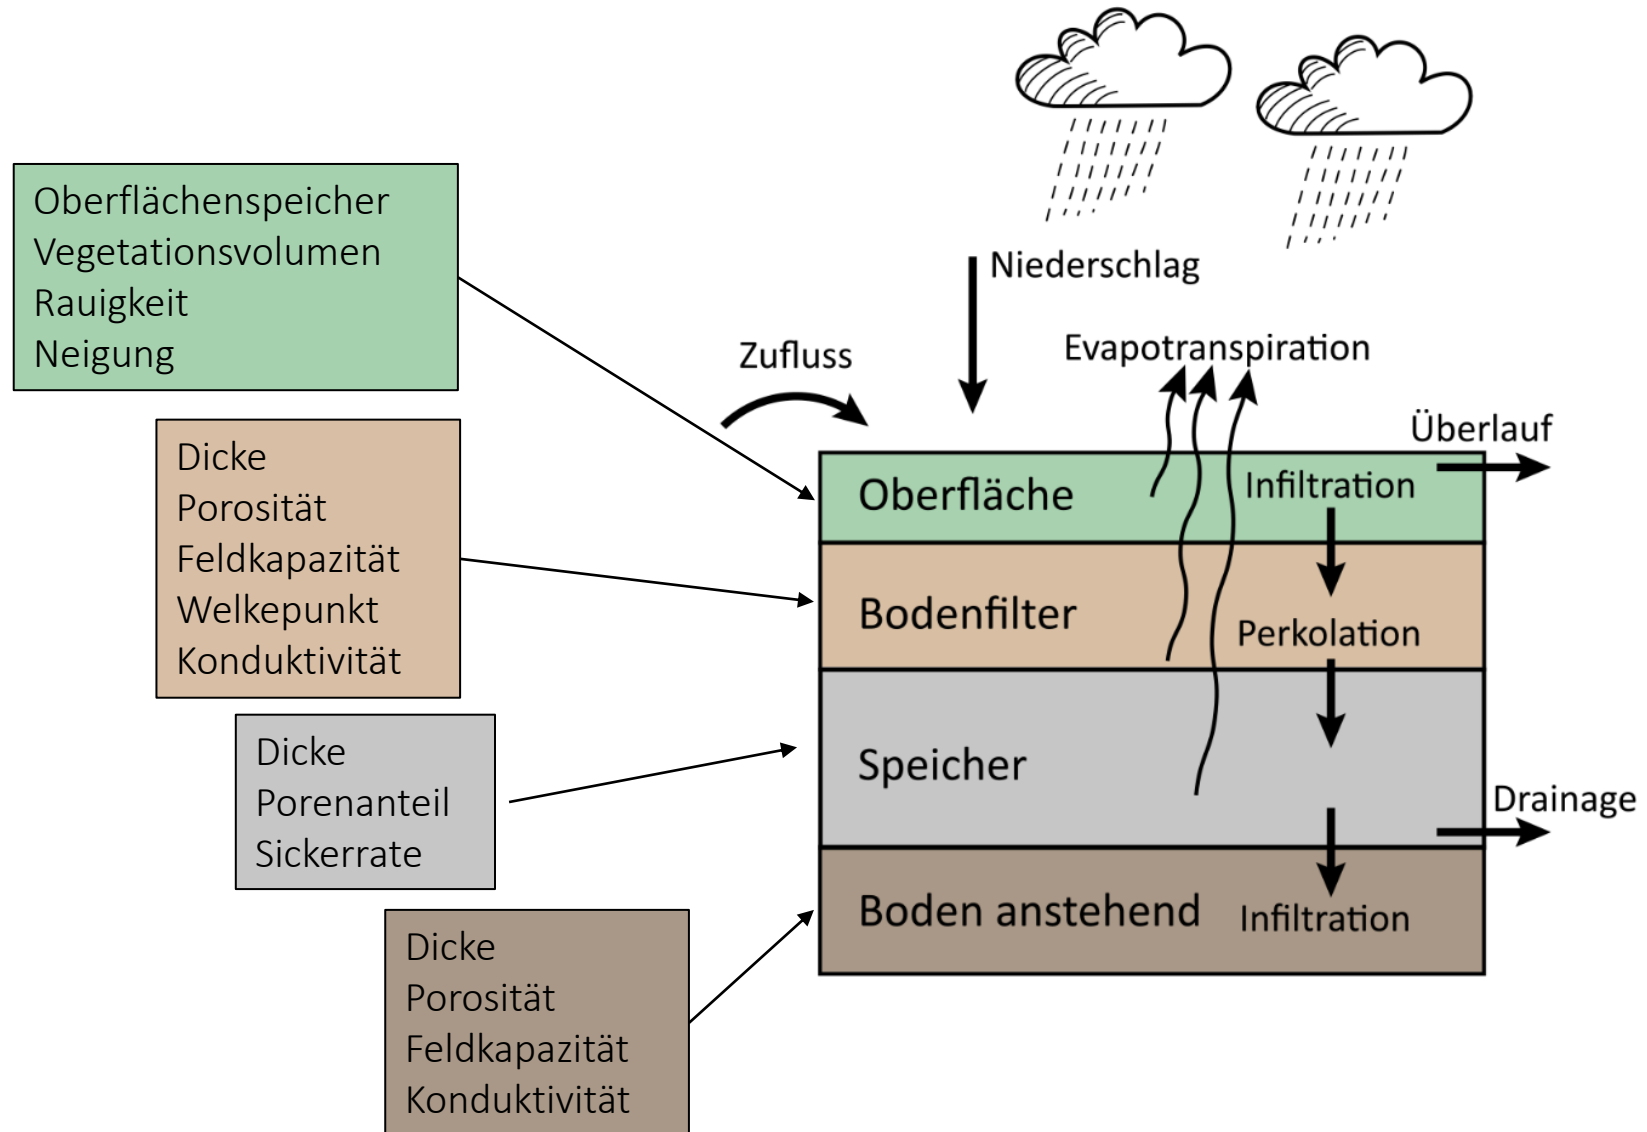 Oberflächenspeicher
Vegetationsvolumen
Rauigkeit
Neigung
Dicke
Porosität
Feldkapazität
Welkepunkt
Konduktivität
Dicke
Porenanteil
Sickerrate
Dicke
Porosität
Feldkapazität
Konduktivität
Niederschlag
Zufluss
Evapotranspiration
Überlauf
Oberfläche
Infiltration
Bodenfilter
Perkolation
Speicher
Drainage
Boden anstehend
Infiltration